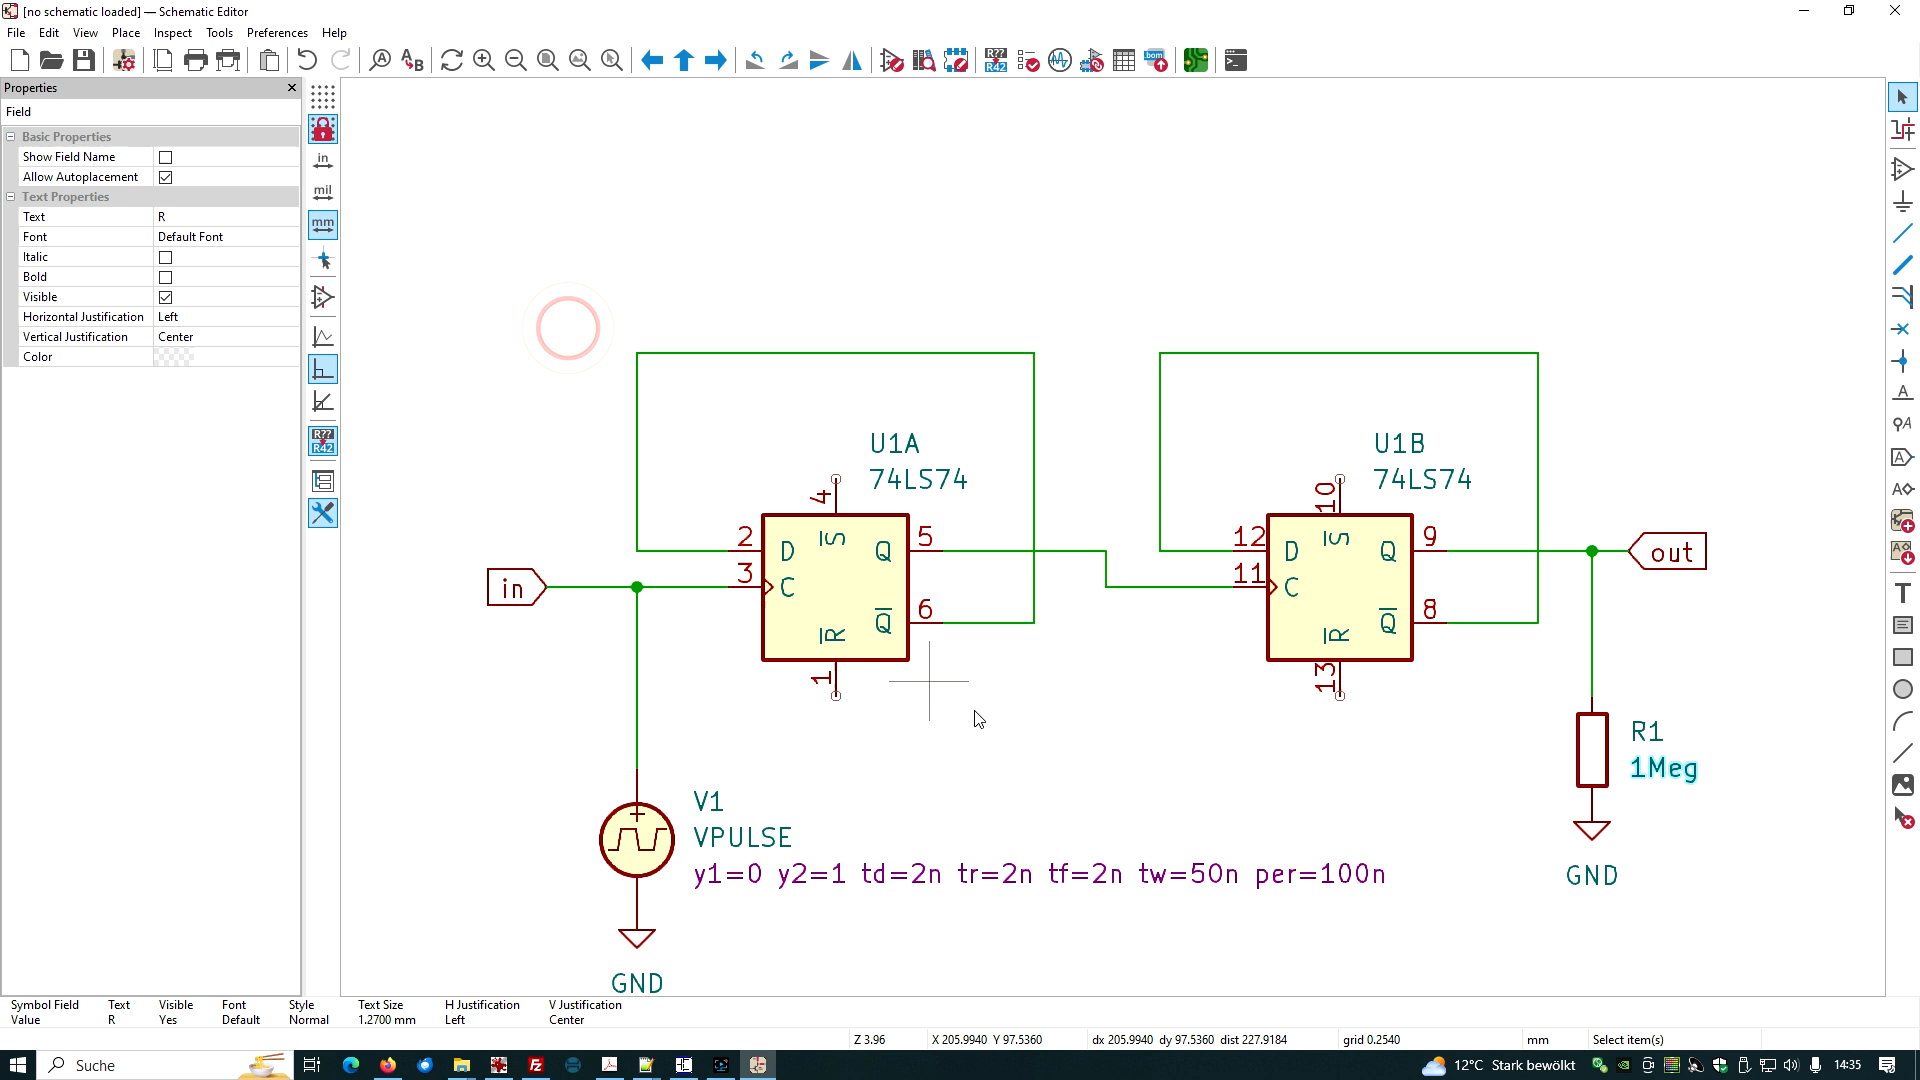 [no schematic loaded] — Schematic Editor
File Edit View Place Inspect Tools Preferences Help
Properties
Field
Basic Properties
Show Field Name
Allow Autoplacement
Text Properties
Text R
Font Default Font
Italic
Bold
Visible
Horizontal Justification Left
Vertical Justification Center
Color
in
mil
mm
R??
R42
R??
R42
bom
U1A
74LS74
4
2 D S Q 5
3 C
R Q 6
1
U1B
74LS74
10
12 D S Q 9
11 C
R Q 8
13
in
out
R1
1Meg
GND
V1
VPULSE
y1=0 y2=1 td=2n tr=2n tf=2n tw=50n per=100n
GND
Symbol Field Text Visible Font Style Text Size H Justification V Justification
Value R Yes Default Normal 1.2700 mm Left Center
Z 3.96 X 205.9940 Y 97.5360 dx 205.9940 dy 97.5360 dist 227.9184 grid 0.2540 mm Select item(s)
Suche
12°C Stark bewölkt 14:35